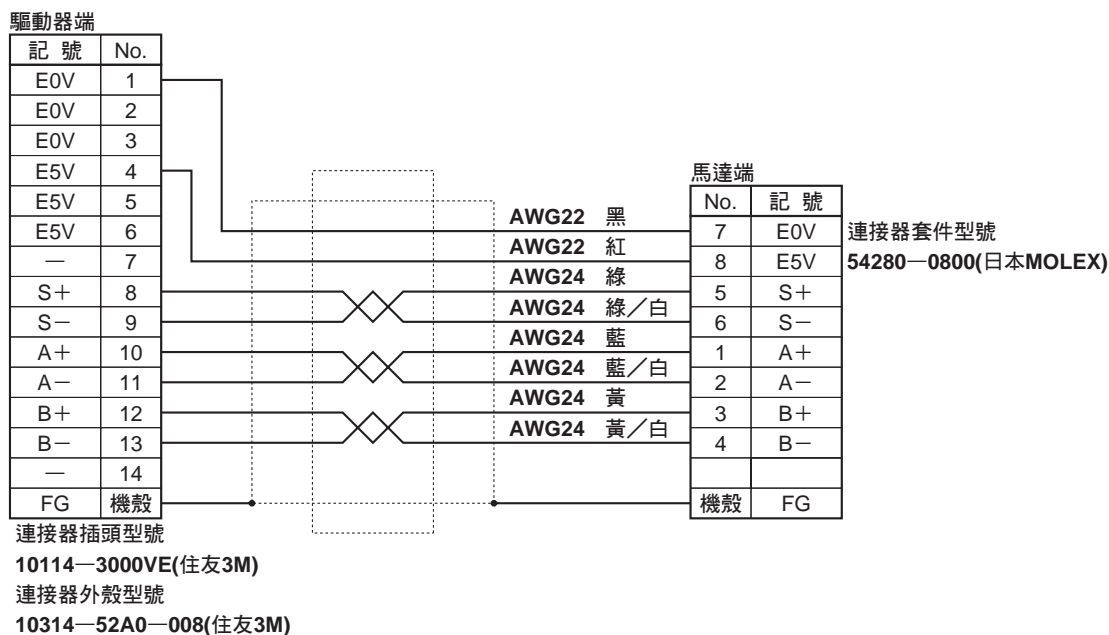 驅動器端
記 號 No.
E0V 1
E0V 2
E0V 3
E5V 4
E5V 5
E5V 6
— 7
S+ 8
S− 9
A+ 10
A− 11
B+ 12
B− 13
— 14
FG 機殼
連接器插頭型號
10114—3000VE(住友3M)
連接器外殼型號
10314—52A0—008(住友3M)
AWG22 黑
AWG22 紅
AWG24 綠
AWG24 綠／白
AWG24 藍
AWG24 藍／白
AWG24 黃
AWG24 黃／白
馬達端
No. 記 號
7 E0V
8 E5V
5 S+
6 S−
1 A+
2 A−
3 B+
4 B−
機殼 FG
連接器套件型號
54280—0800(日本MOLEX)